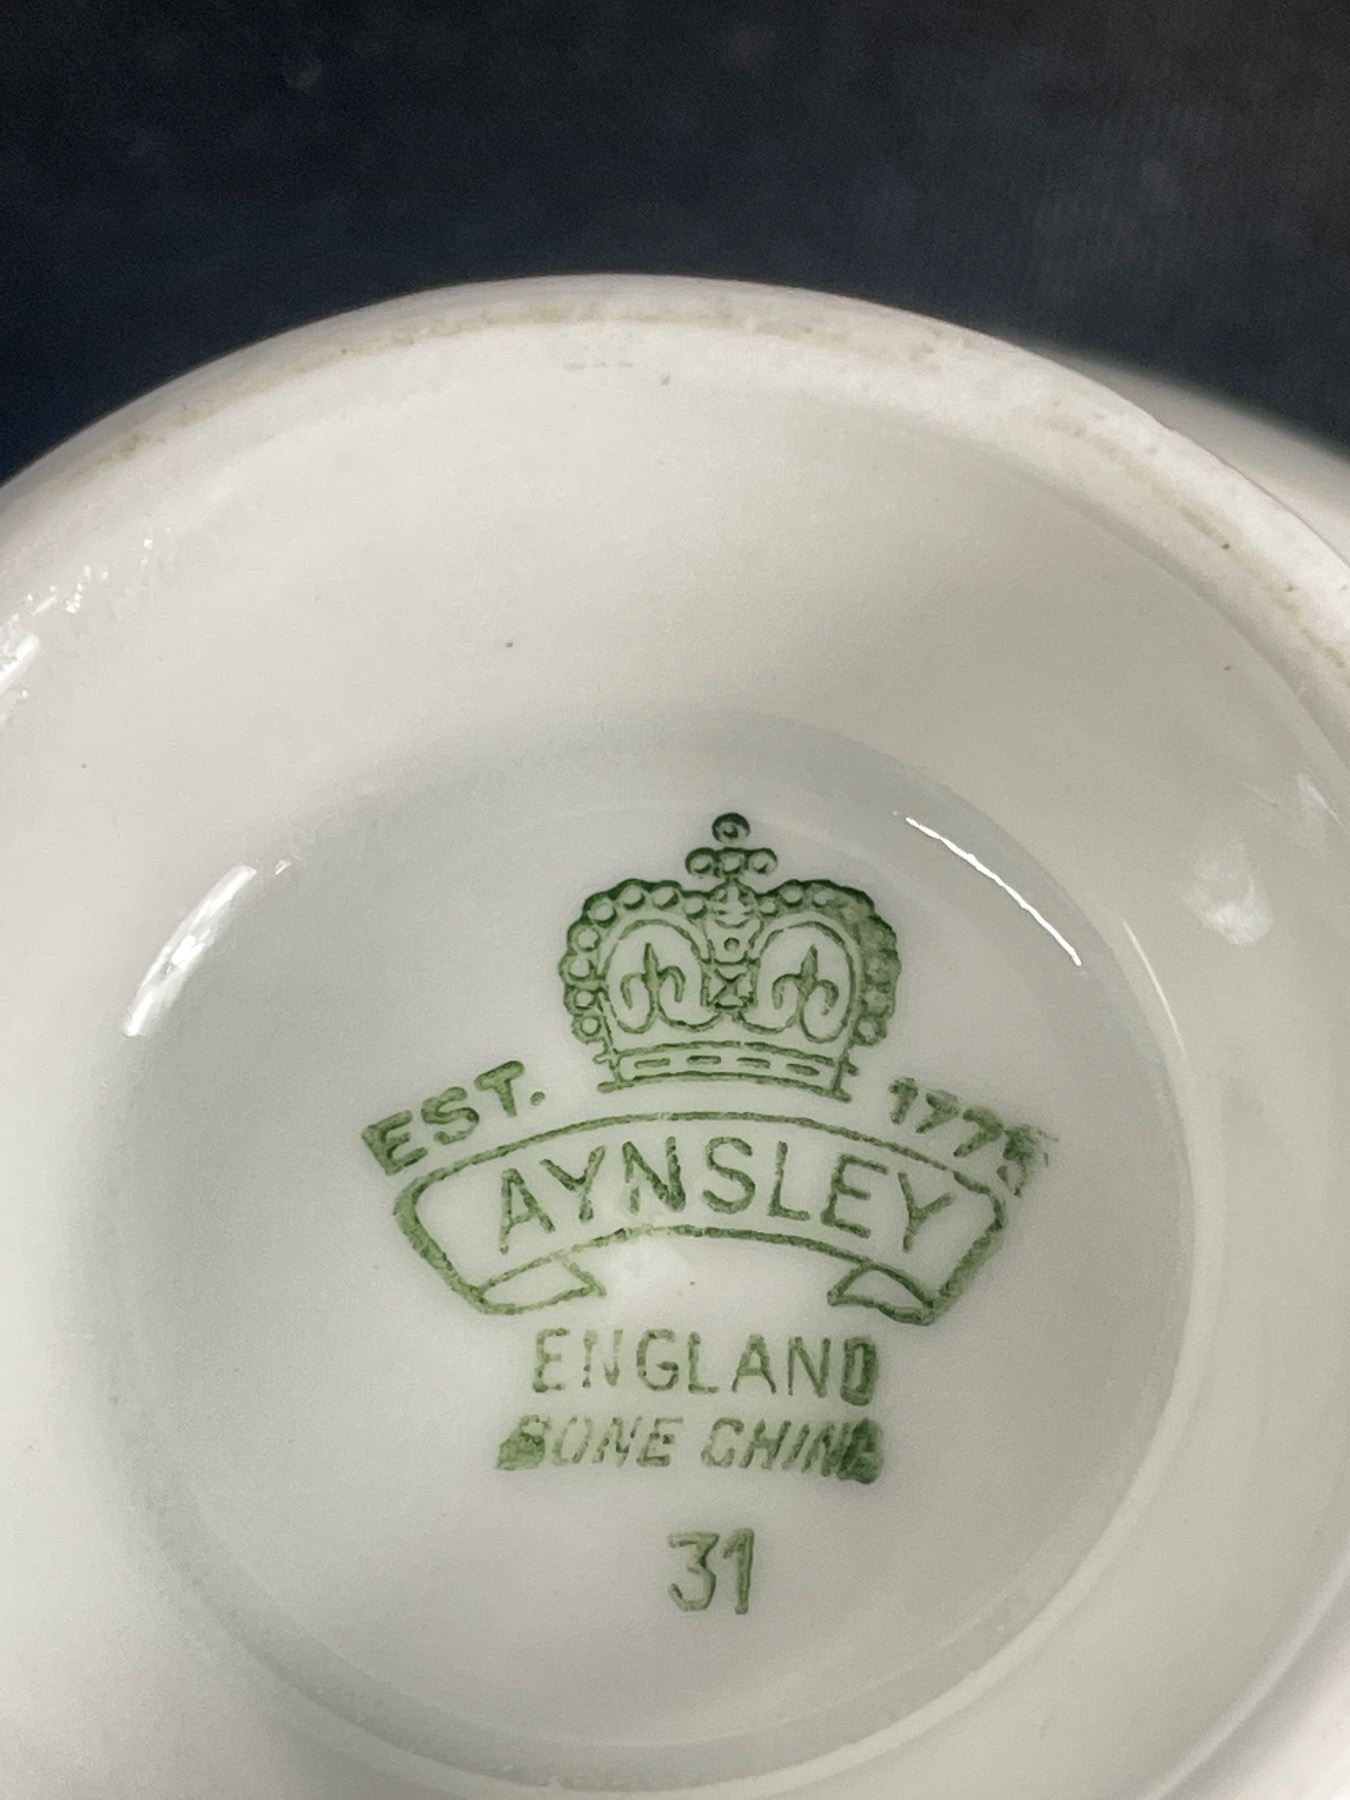 EST. 1775
AYNSLEY
ENGLAND
BONE CHINA
31